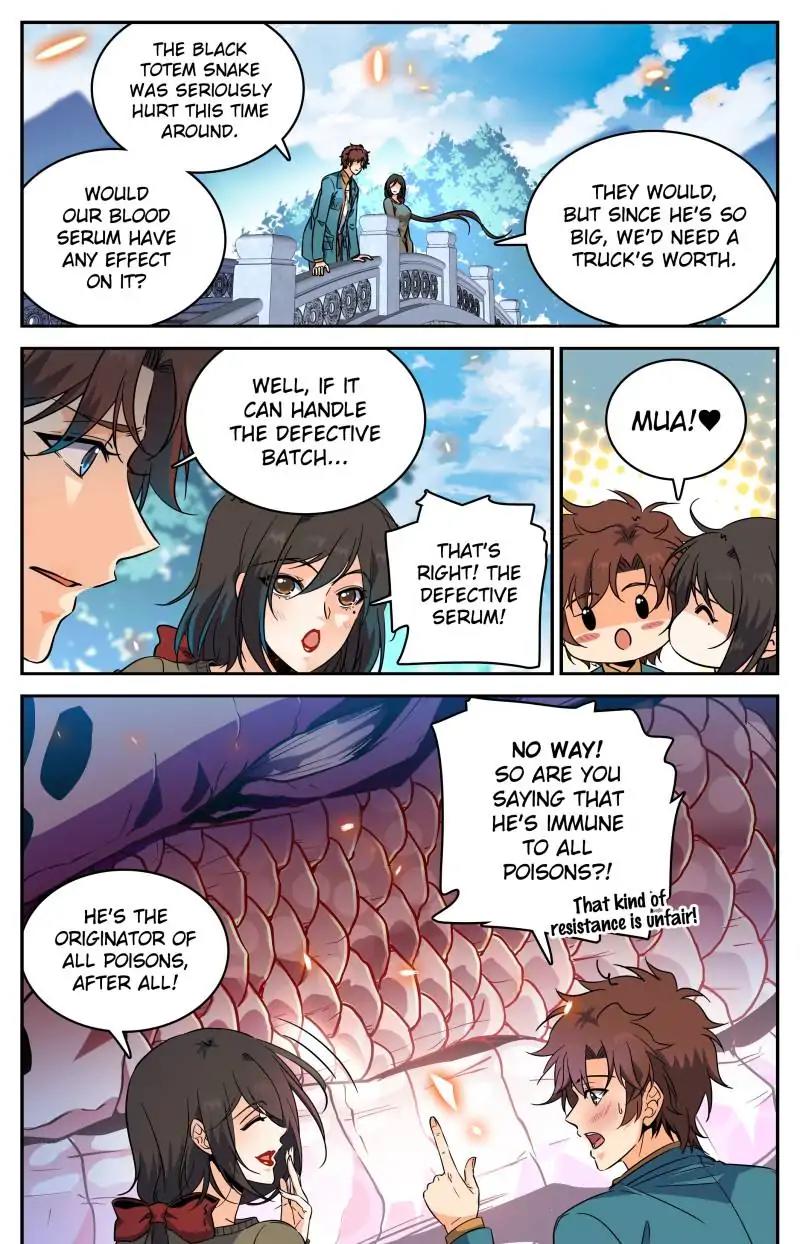 THE BLACK
TOTEM SNAKE
WAS SERIOUSLY
HURT THIS TIME
AROUND.
WOULD
OUR BLOOD
SERUM HAVE
ANY EFFECT
ON IT?
THEY WOULD,
BUT SINCE HE'S SO
BIG, WE'D NEED A
TRUCK'S WORTH.
WELL, IF IT
CAN HANDLE
THE DEFECTIVE
BATCH...
THAT'S
RIGHT! THE
DEFECTIVE
SERUM!
MUA!♥
NO WAY!
SO ARE YOU
SAYING THAT
HE'S IMMUNE
TO ALL
POISONS?!
That kind of
resistance is unfair!
HE'S THE
ORIGINATOR OF
ALL POISONS,
AFTER ALL!